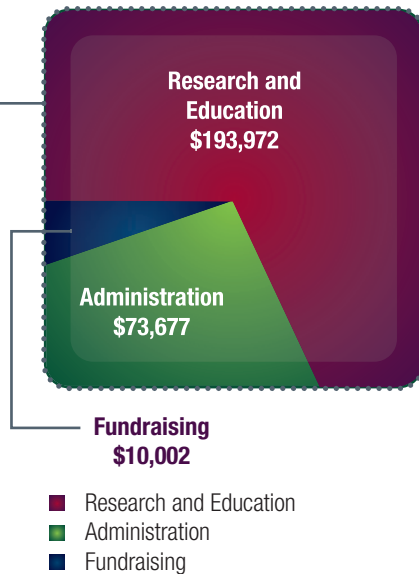 Research and
Education
$193,972
Administration
$73,677
Fundraising
$10,002
Research and Education
Administration
Fundraising